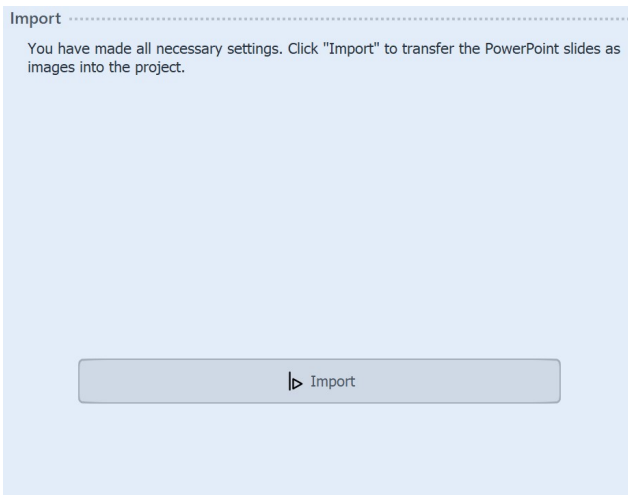 Import
You have made all necessary settings. Click "Import" to transfer the PowerPoint slides as
images into the project.
Import